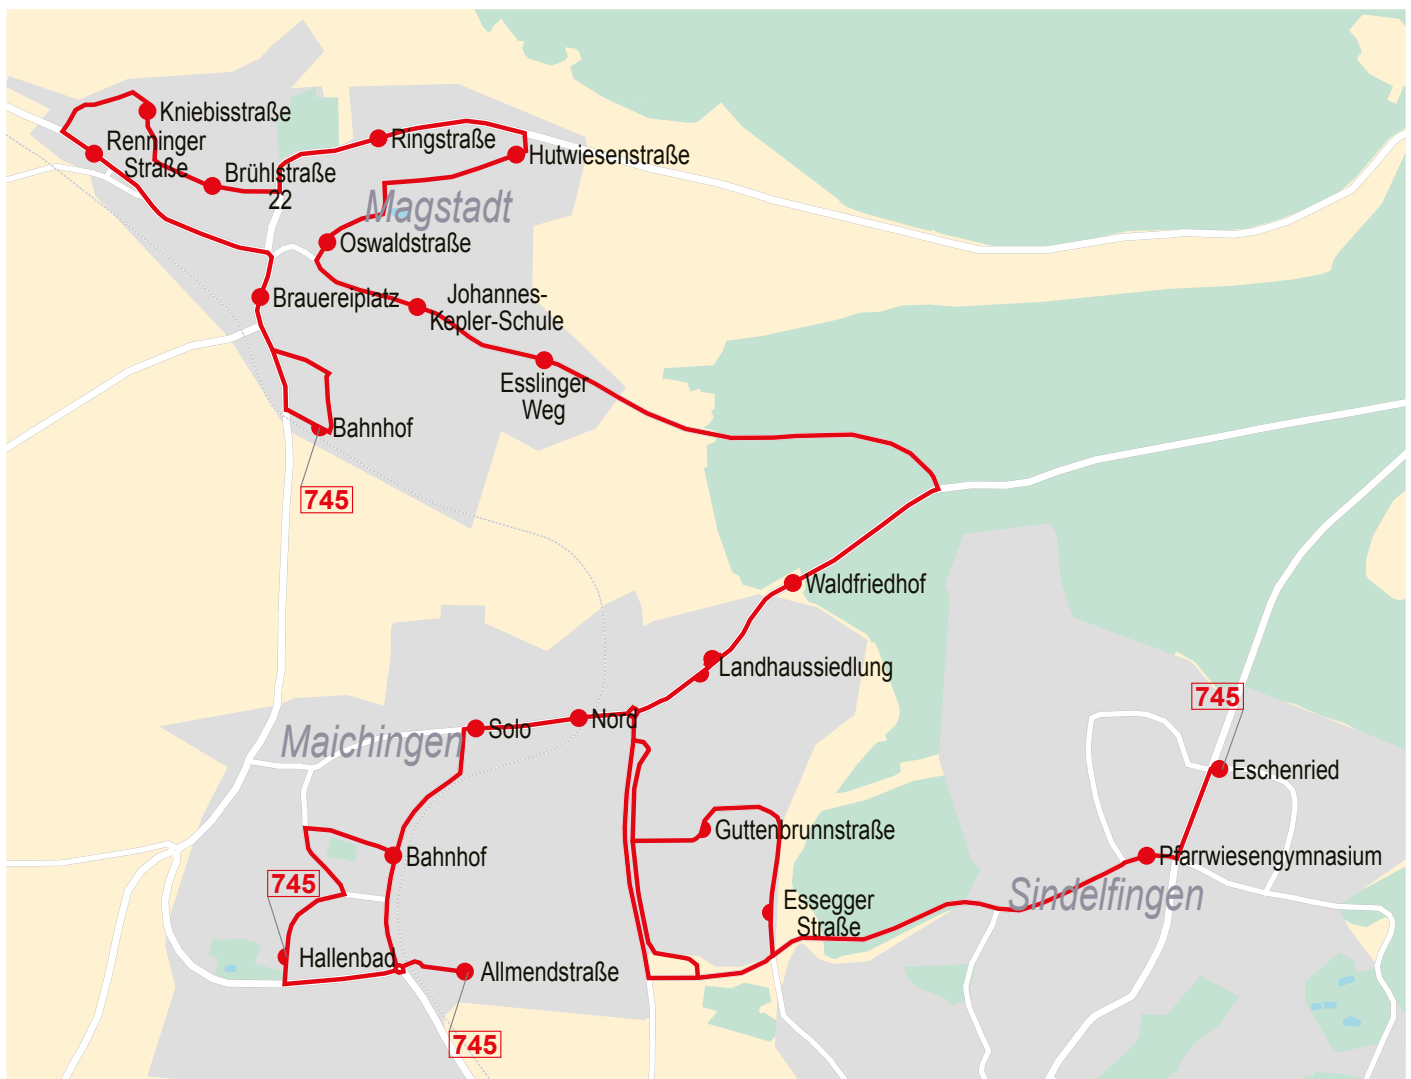 Kniebisstraße
Renninger
Straße
Brühlstraße
22
Ringstraße
Hutwiesenstraße
Magstadt
Oswaldstraße
Brauereiplatz
Johannes-
Kepler-Schule
Esslinger
Weg
Bahnhof
745
Waldfriedhof
Landhaussiedlung
Nord
Solo
Maichingen
745
Eschenried
Guttenbrunnstraße
Bahnhof
Pfarrwiesengymnasium
745
Sindelfingen
Essegger
Straße
Hallenbad
Allmendstraße
745